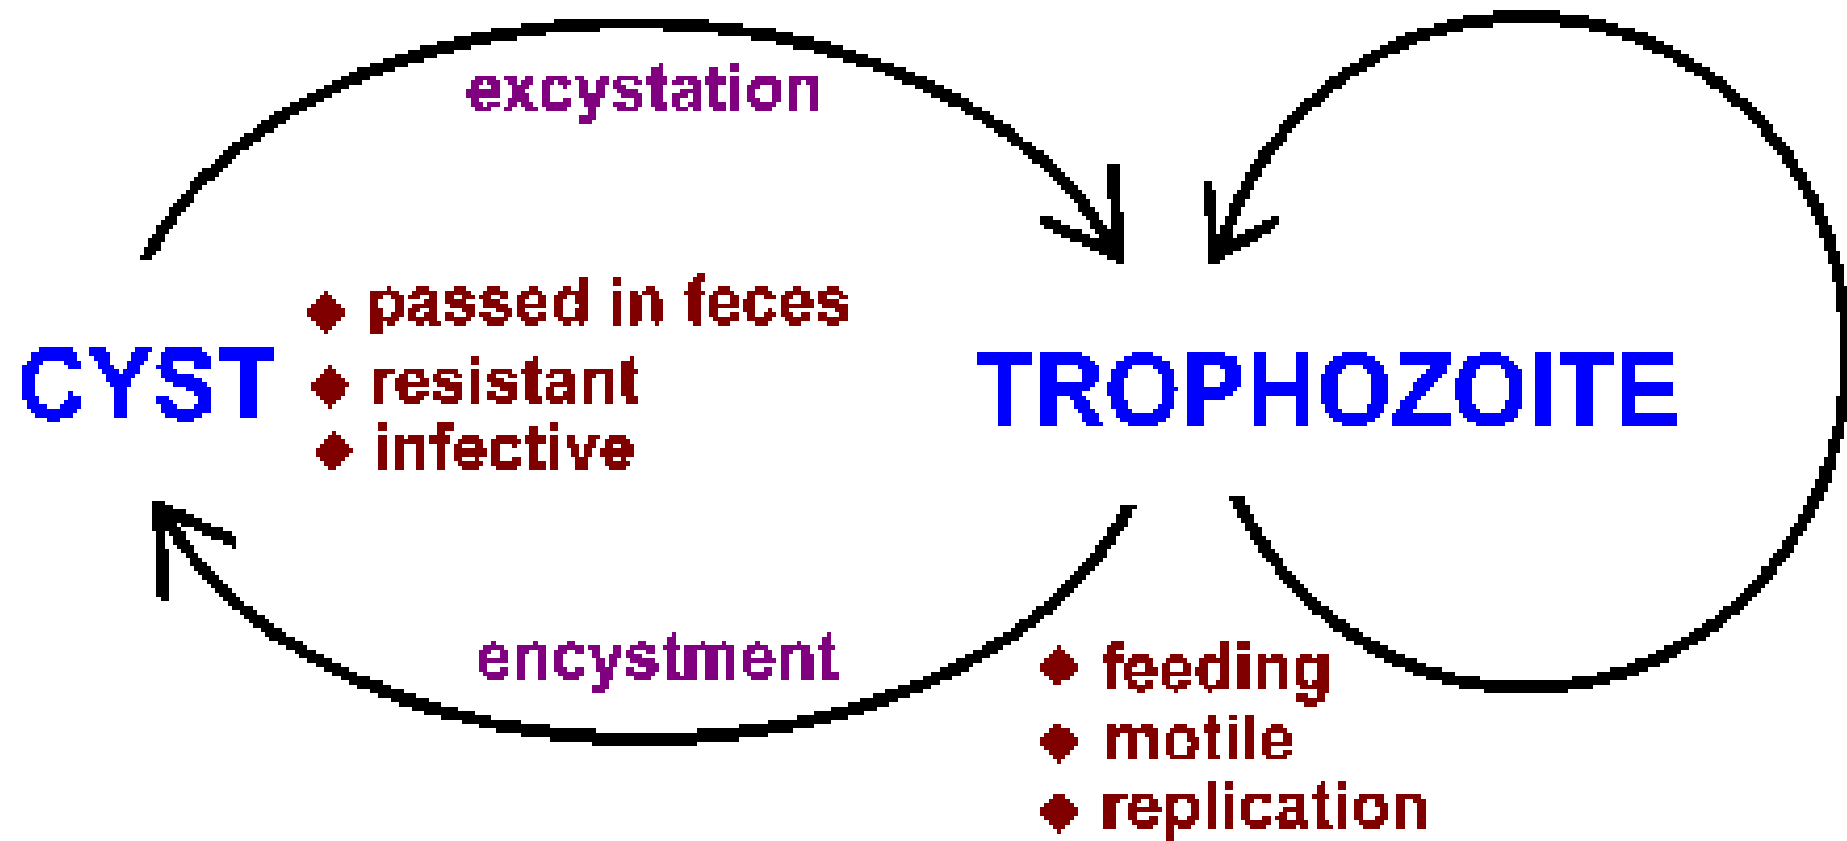 excystation
passed in feces
CYST
resistant
infective
TROPHOZOITE
encystment
feeding
motile
replication